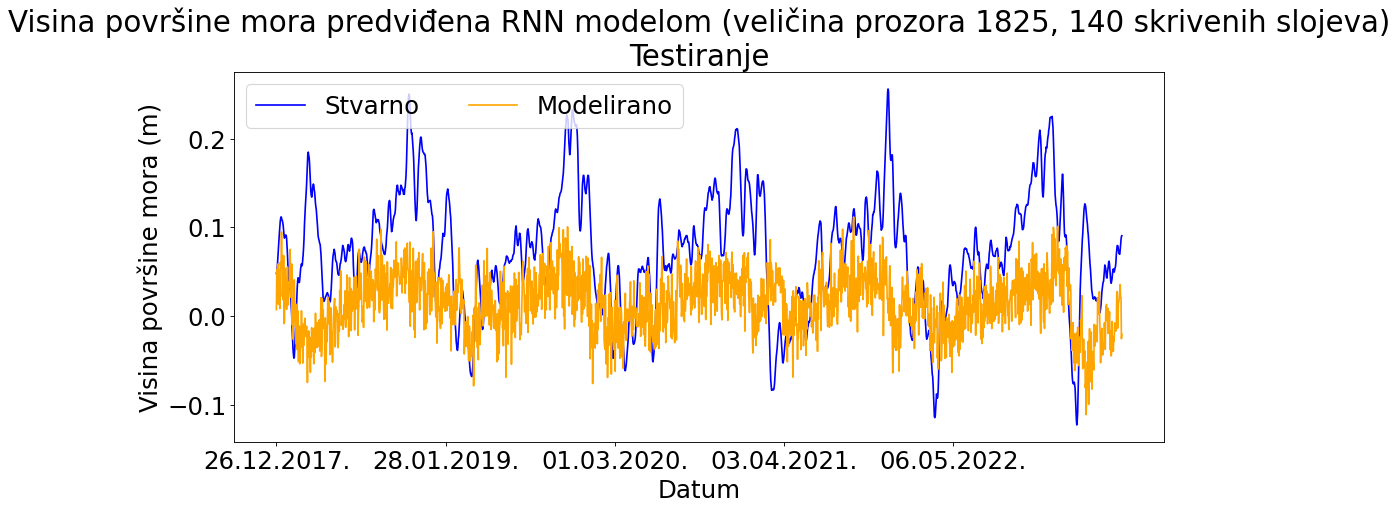 Visina površine mora predviđena RNN modelom (veličina prozora 1825, 140 skrivenih slojeva)
Testiranje
Stvarno Modelirano
Visina površine mora (m)
0.2
0.1
0.0
−0.1
26.12.2017. 28.01.2019. 01.03.2020. 03.04.2021. 06.05.2022.
Datum